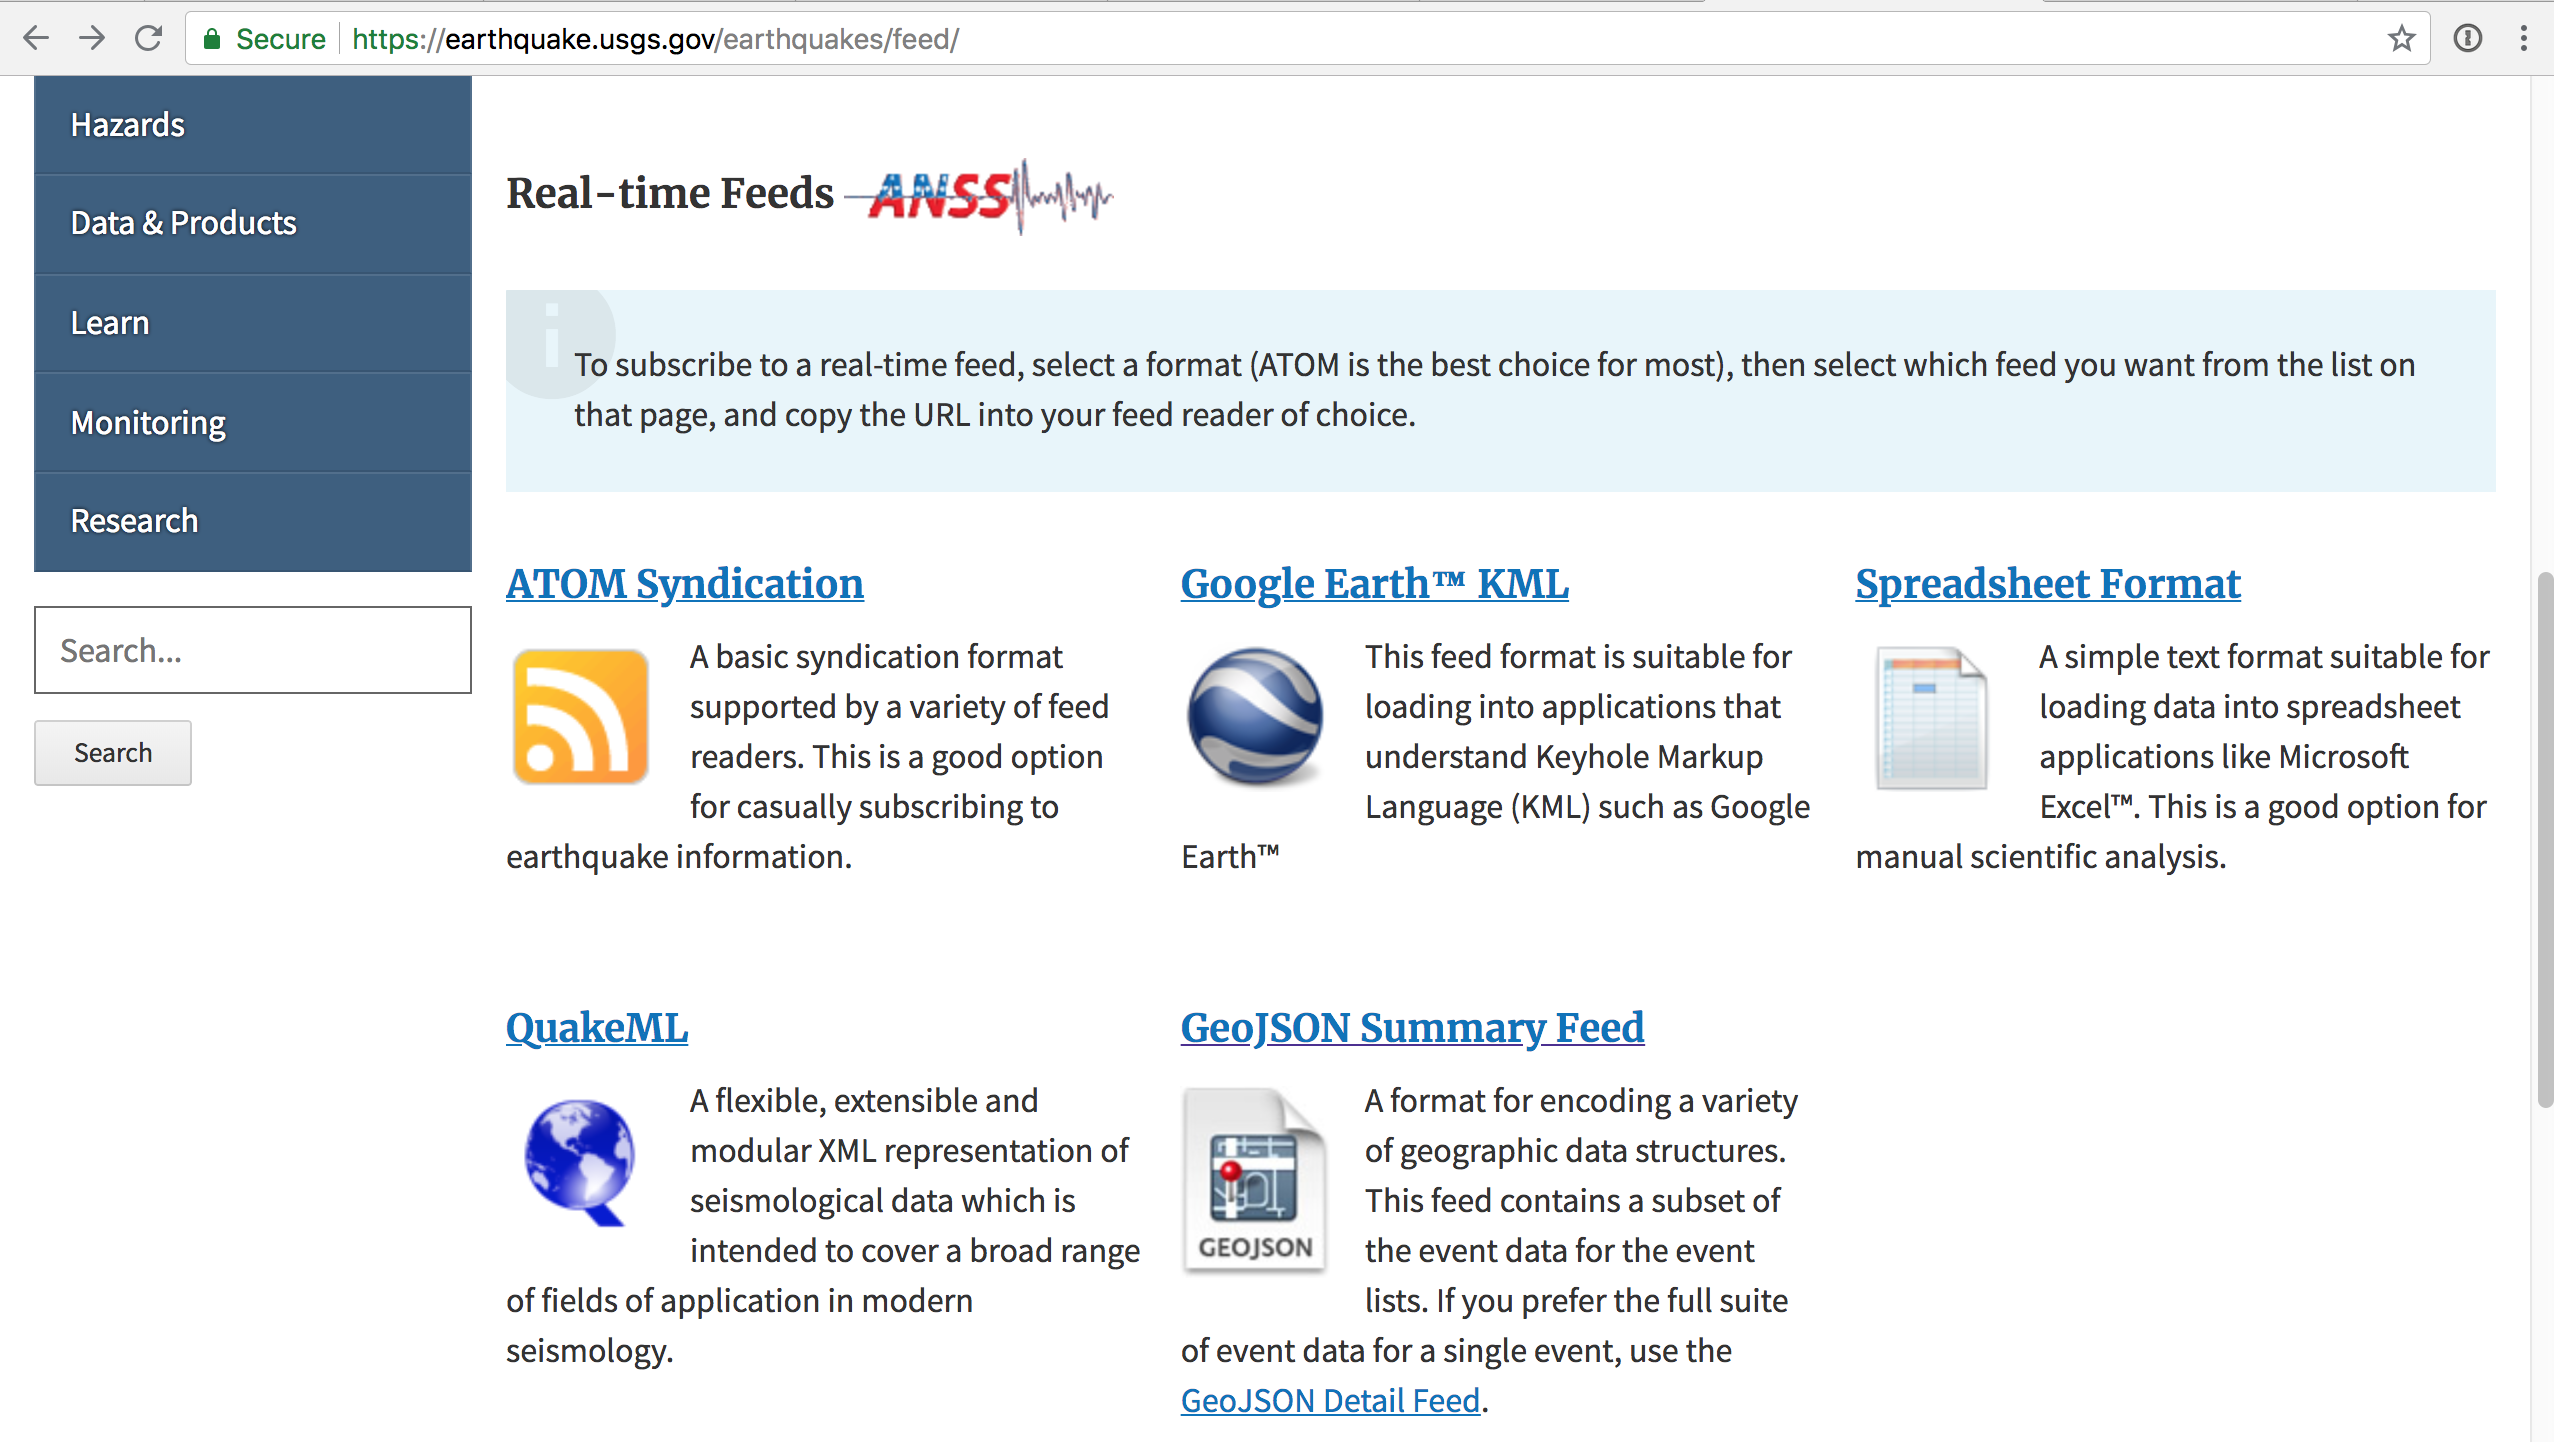 Secure https://earthquake.usgs.gov/earthquakes/feed/
Hazards
Data & Products
Learn
Monitoring
Research
Search...
Search
Real-time Feeds ANSS
i
To subscribe to a real-time feed, select a format (ATOM is the best choice for most), then select which feed you want from the list on
that page, and copy the URL into your feed reader of choice.
ATOM Syndication
A basic syndication format
supported by a variety of feed
readers. This is a good option
for casually subscribing to
earthquake information.
Google Earth™ KML
This feed format is suitable for
loading into applications that
understand Keyhole Markup
Language (KML) such as Google
Earth™
Spreadsheet Format
A simple text format suitable for
loading data into spreadsheet
applications like Microsoft
Excel™. This is a good option for
manual scientific analysis.
QuakeML
A flexible, extensible and
modular XML representation of
seismological data which is
intended to cover a broad range
of fields of application in modern
seismology.
GeoJSON Summary Feed
GEOJSON
A format for encoding a variety
of geographic data structures.
This feed contains a subset of
the event data for the event
lists. If you prefer the full suite
of event data for a single event, use the
GeoJSON Detail Feed.